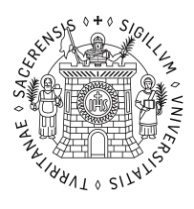 SIGILLVM ◊ VNIVERSITATIS ◊ TVRRITANAE ◊ SACERENSIS
IHS